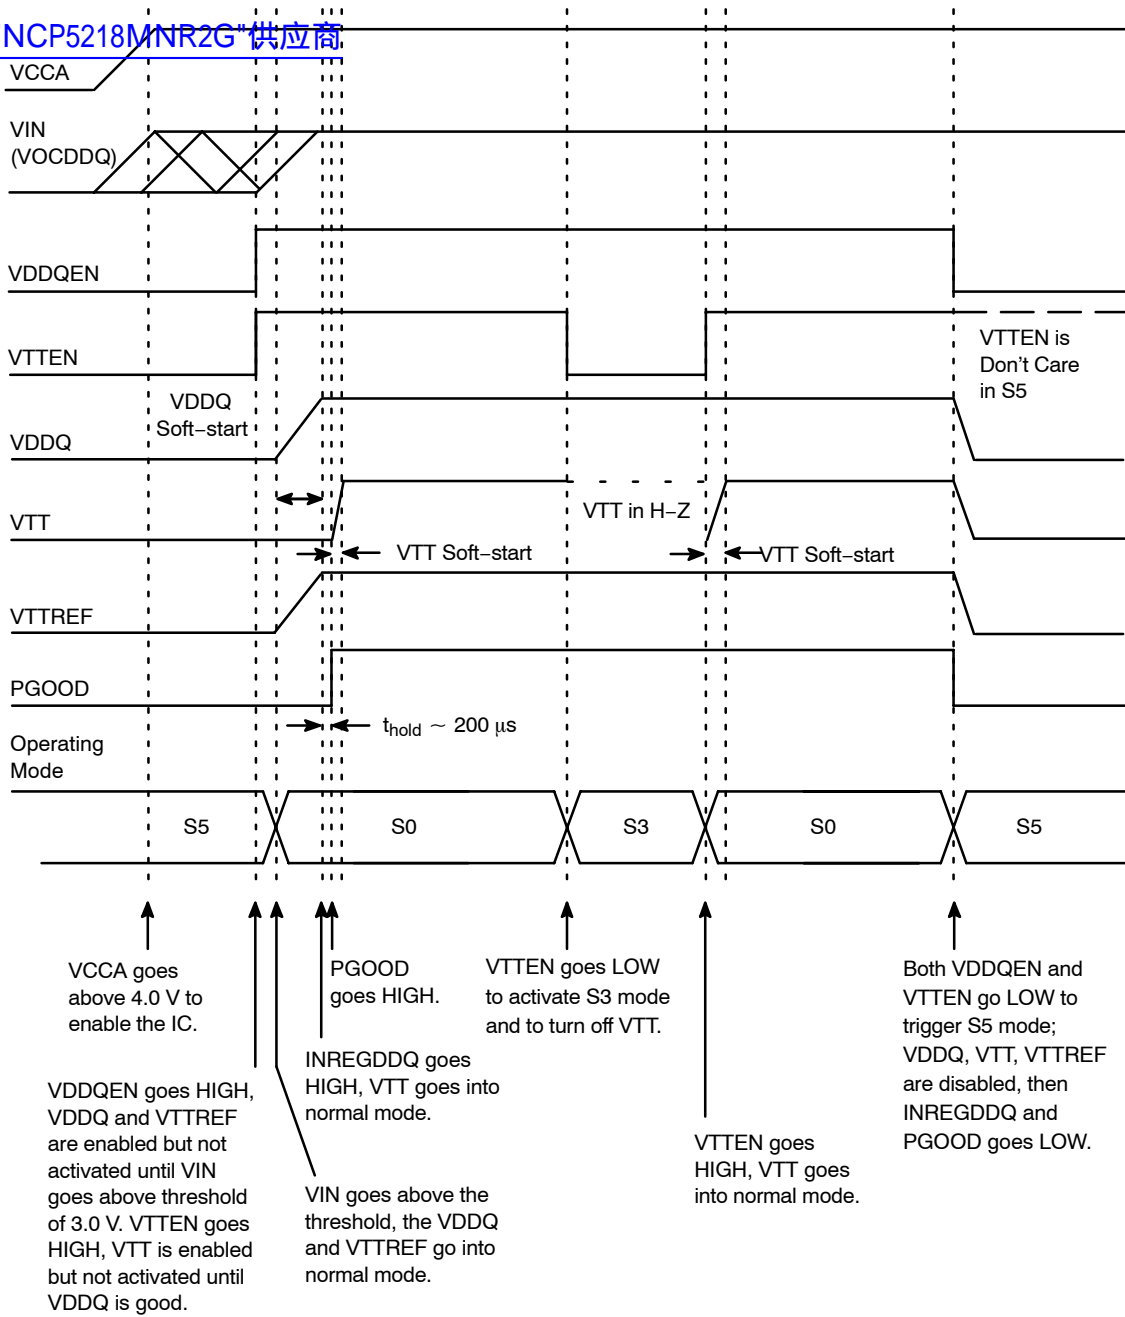 NCP5218MNR2G"供应商
VCCA
VIN
(VOCDDQ)
VDDQEN
VTTEN
VTTEN is
Don't Care
in S5
VDDQ
Soft−start
VDDQ
VTT in H−Z
VTT
VTT Soft−start
VTT Soft−start
VTTREF
PGOOD
thold ∼ 200 μs
Operating
Mode
S5
S0
S3
S0
S5
VCCA goes
above 4.0 V to
enable the IC.
VDDQEN goes HIGH,
VDDQ and VTTREF
are enabled but not
activated until VIN
goes above threshold
of 3.0 V. VTTEN goes
HIGH, VTT is enabled
but not activated until
VDDQ is good.
PGOOD
goes HIGH.
INREGDDQ goes
HIGH, VTT goes into
normal mode.
VIN goes above the
threshold, the VDDQ
and VTTREF go into
normal mode.
VTTEN goes LOW
to activate S3 mode
and to turn off VTT.
VTTEN goes
HIGH, VTT goes
into normal mode.
Both VDDQEN and
VTTEN go LOW to
trigger S5 mode;
VDDQ, VTT, VTTREF
are disabled, then
INREGDDQ and
PGOOD goes LOW.